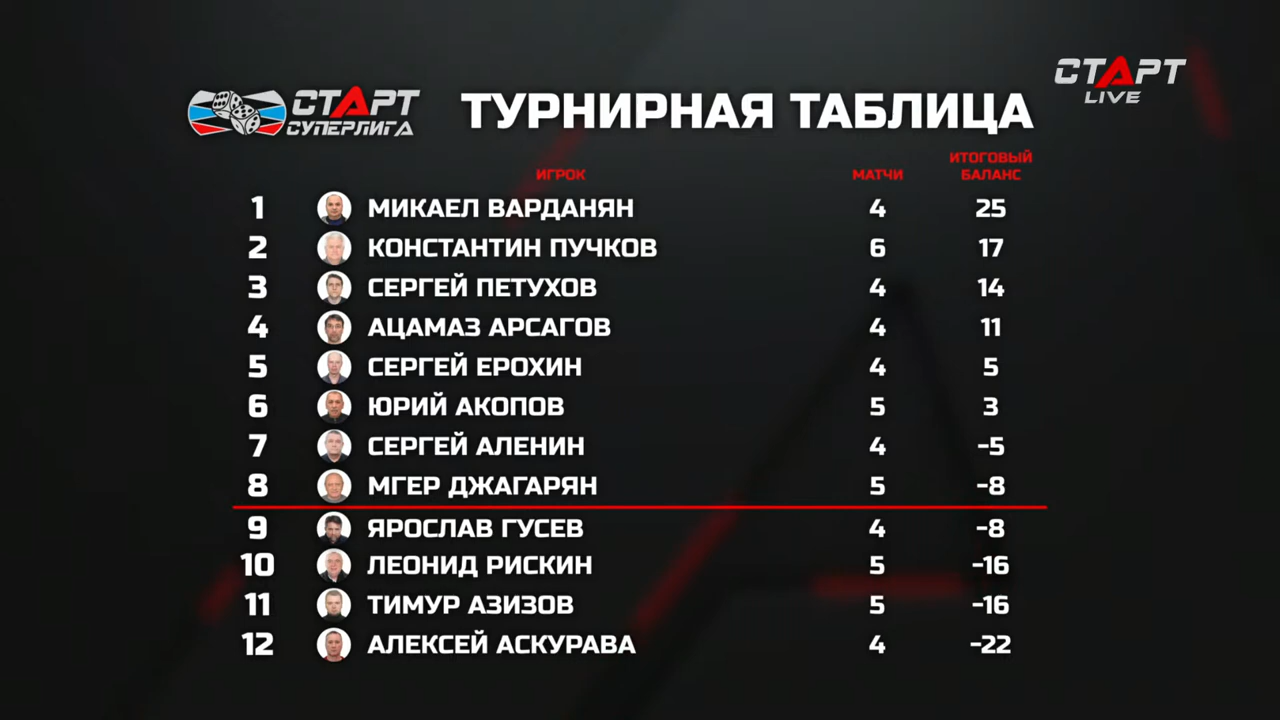 СТАРТ
LIVE
СТАРТ
СУПЕРЛИГА
ТУРНИРНАЯ ТАБЛИЦА
ИГРОК МАТЧИ ИТОГОВЫЙ
БАЛАНС
1 МИКАЕЛ ВАРДАНЯН 4 25
2 КОНСТАНТИН ПУЧКОВ 6 17
3 СЕРГЕЙ ПЕТУХОВ 4 14
4 АЦАМАЗ АРСАГОВ 4 11
5 СЕРГЕЙ ЕРОХИН 4 5
6 ЮРИЙ АКОПОВ 5 3
7 СЕРГЕЙ АЛЕНИН 4 -5
8 МГЕР ДЖАГАРЯН 5 -8
9 ЯРОСЛАВ ГУСЕВ 4 -8
10 ЛЕОНИД РИСКИН 5 -16
11 ТИМУР АЗИЗОВ 5 -16
12 АЛЕКСЕЙ АСКУРАВА 4 -22